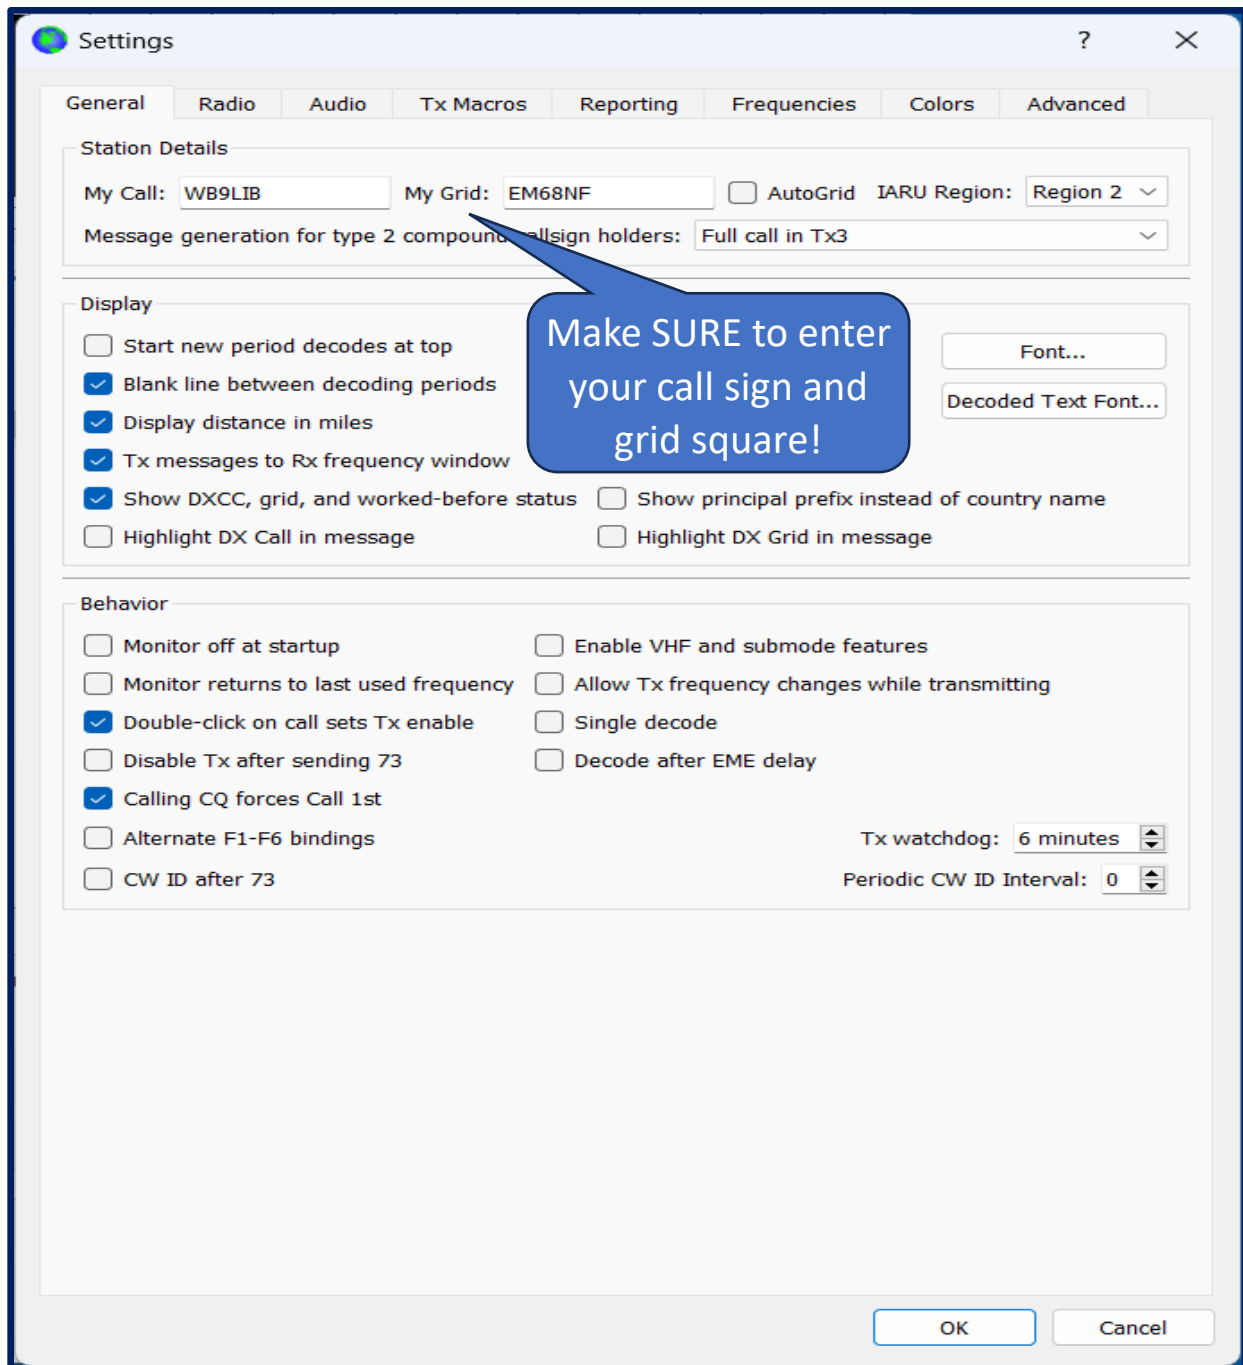 Settings ?
General Radio Audio Tx Macros Reporting Frequencies Colors Advanced
Station Details
My Call: WB9LIB My Grid: EM68NF AutoGrid IARU Region: Region 2
Message generation for type 2 compound callsign holders: Full call in Tx3
Display
Start new period decodes at top
Blank line between decoding periods
Display distance in miles
Tx messages to Rx frequency window
Make SURE to enter
your call sign and
grid square!
Font...
Decoded Text Font...
Show DXCC, grid, and worked-before status Show principal prefix instead of country name
Highlight DX Call in message Highlight DX Grid in message
Behavior
Monitor off at startup Enable VHF and submode features
Monitor returns to last used frequency Allow Tx frequency changes while transmitting
Double-click on call sets Tx enable Single decode
Disable Tx after sending 73 Decode after EME delay
Calling CQ forces Call 1st
Alternate F1-F6 bindings Tx watchdog: 6 minutes
CW ID after 73 Periodic CW ID Interval: 0
OK Cancel